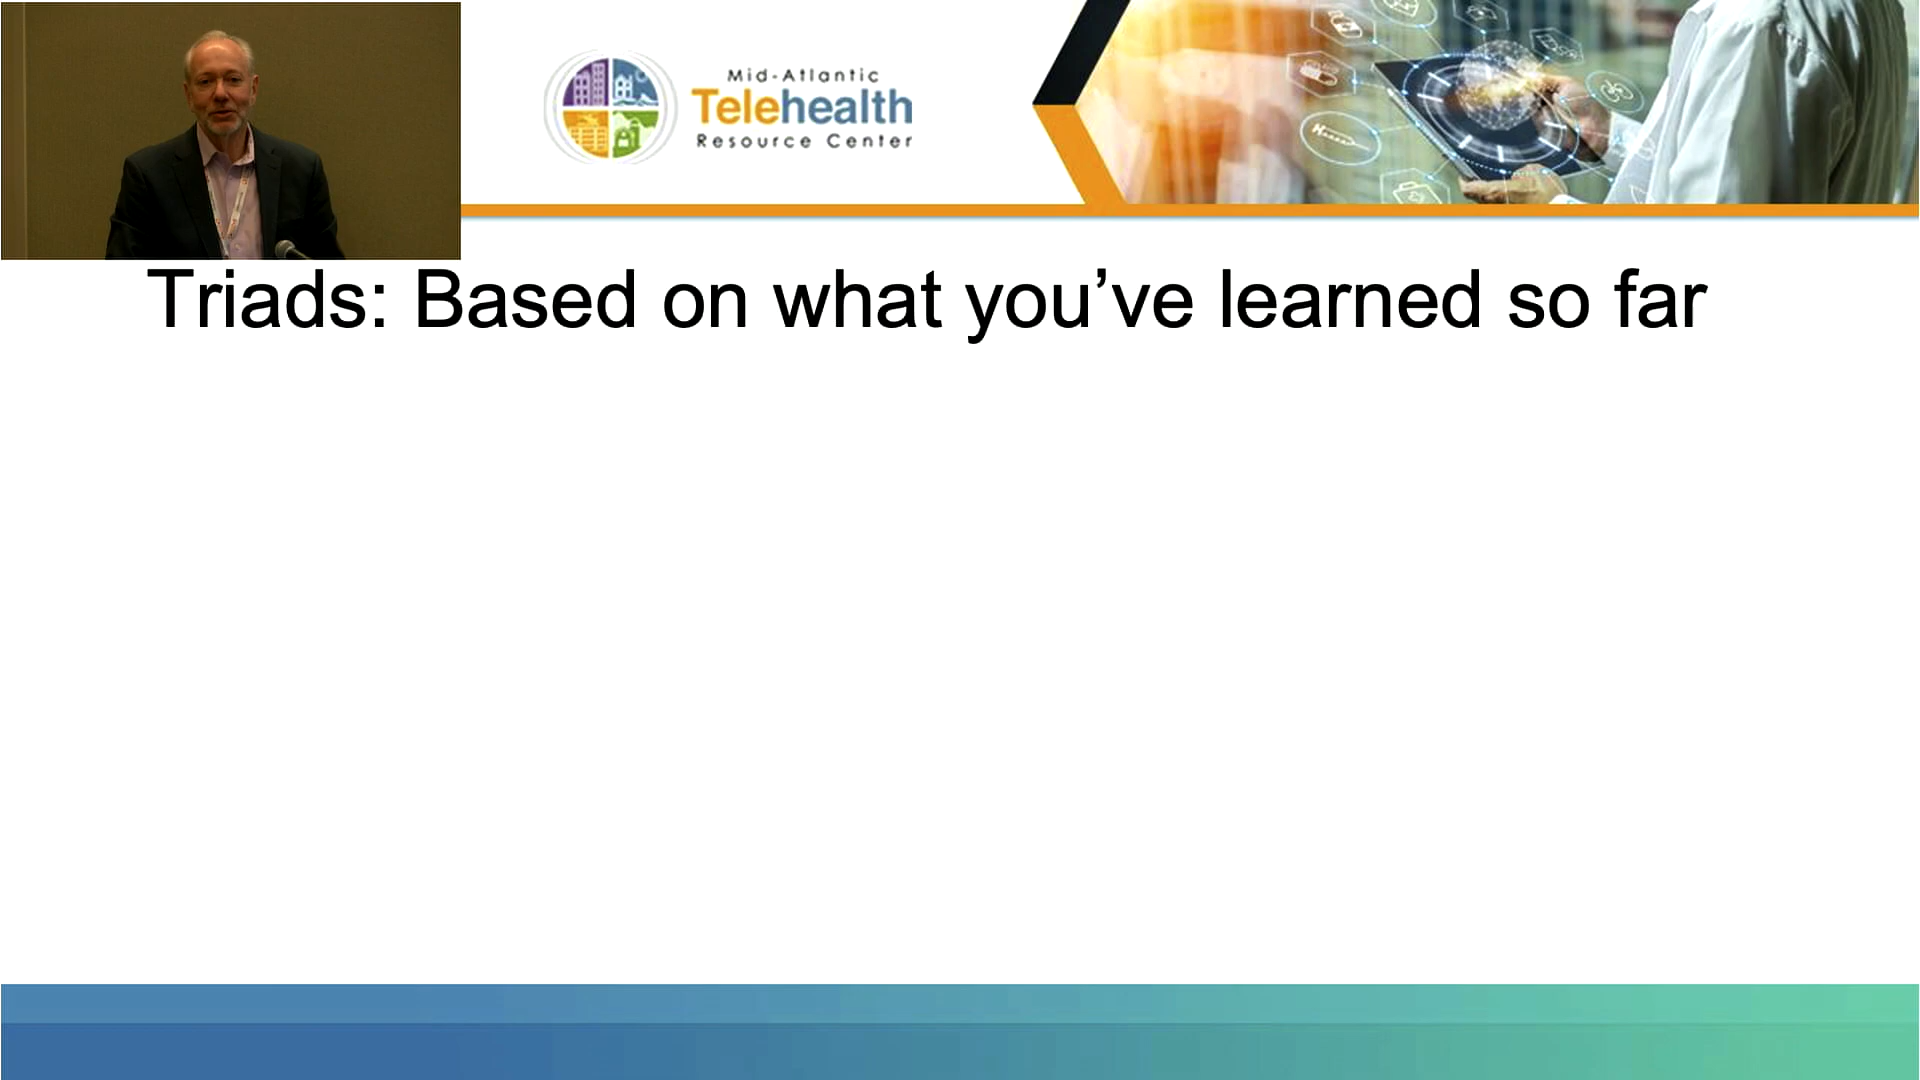 Mid-Atlantic
Telehealth
Resource Center
Triads: Based on what you’ve learned so far